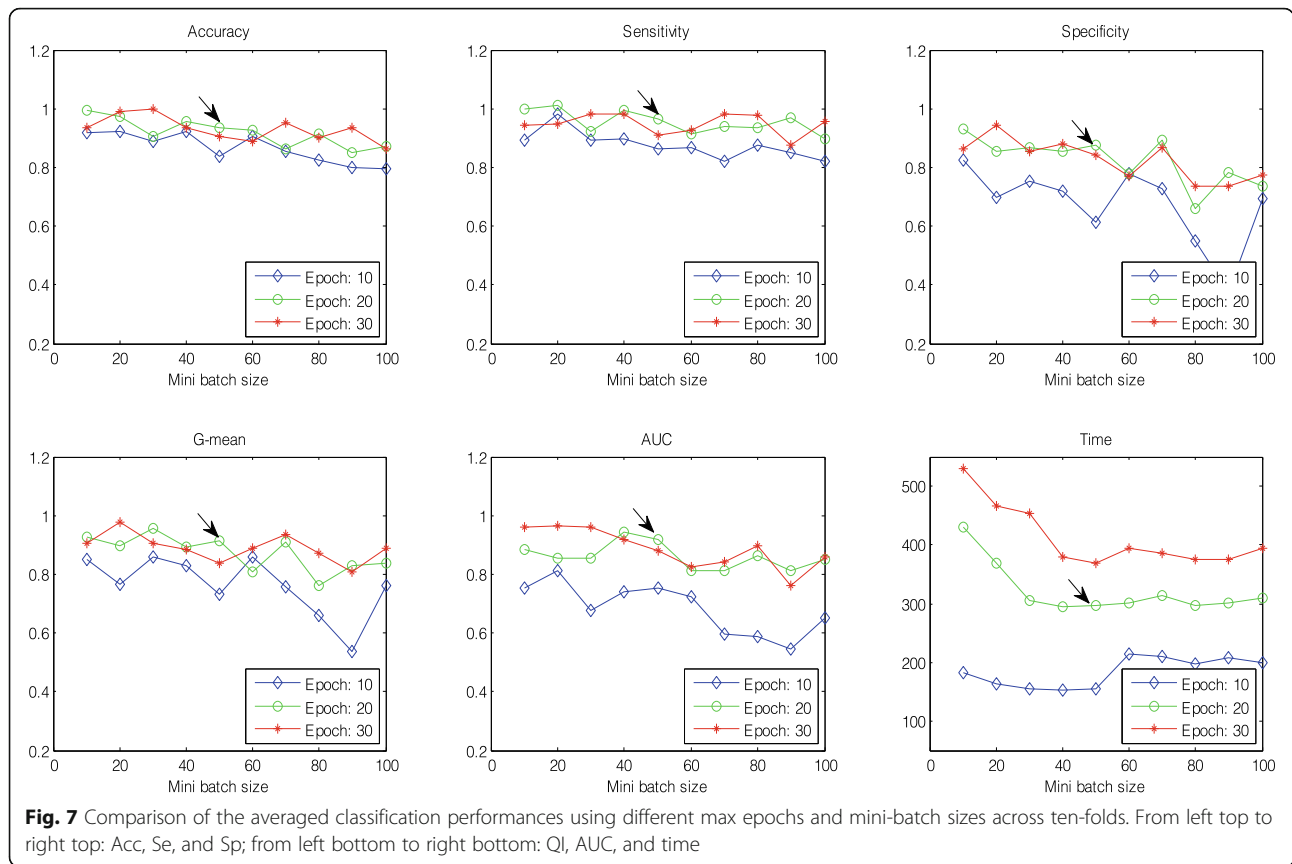 Accuracy
1.2
1
0.8
0.6
0.4
0.2
0 20 40 60 80 100
Mini batch size
Epoch: 10
Epoch: 20
Epoch: 30
Sensitivity
1.2
1
0.8
0.6
0.4
0.2
0 20 40 60 80 100
Mini batch size
Epoch: 10
Epoch: 20
Epoch: 30
Specificity
1.2
1
0.8
0.6
0.4
0.2
0 20 40 60 80 100
Mini batch size
Epoch: 10
Epoch: 20
Epoch: 30
G-mean
1.2
1
0.8
0.6
0.4
0.2
0 20 40 60 80 100
Mini batch size
Epoch: 10
Epoch: 20
Epoch: 30
AUC
1.2
1
0.8
0.6
0.4
0.2
0 20 40 60 80 100
Mini batch size
Epoch: 10
Epoch: 20
Epoch: 30
Time
500
400
300
200
100
0 20 40 60 80 100
Mini batch size
Epoch: 10
Epoch: 20
Epoch: 30
Fig. 7 Comparison of the averaged classification performances using different max epochs and mini-batch sizes across ten-folds. From left top to
right top: Acc, Se, and Sp; from left bottom to right bottom: QI, AUC, and time